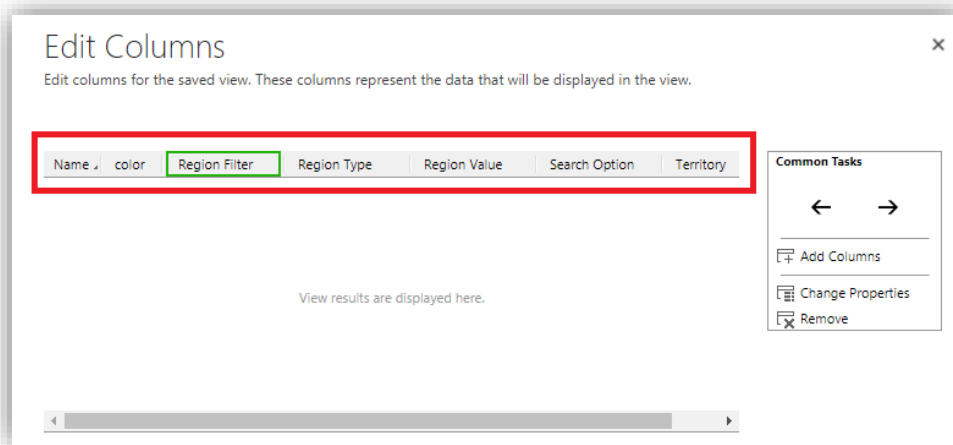 Edit Columns
Edit columns for the saved view. These columns represent the data that will be displayed in the view.
Name color Region Filter Region Type Region Value Search Option Territory
Common Tasks
Add Columns
View results are displayed here.
Change Properties
Remove